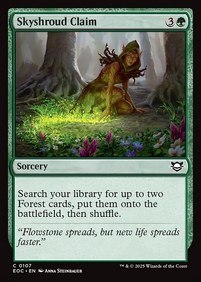 Skyshroud Claim 3
Sorcery
Search your library for up to two
Forest cards, put them onto the
battlefield, then shuffle.
“Flowstone spreads, but new life spreads
faster.”
C 0107
EOC • EN Anna Steinbauer
™ & © 2025 Wizards of the Coast